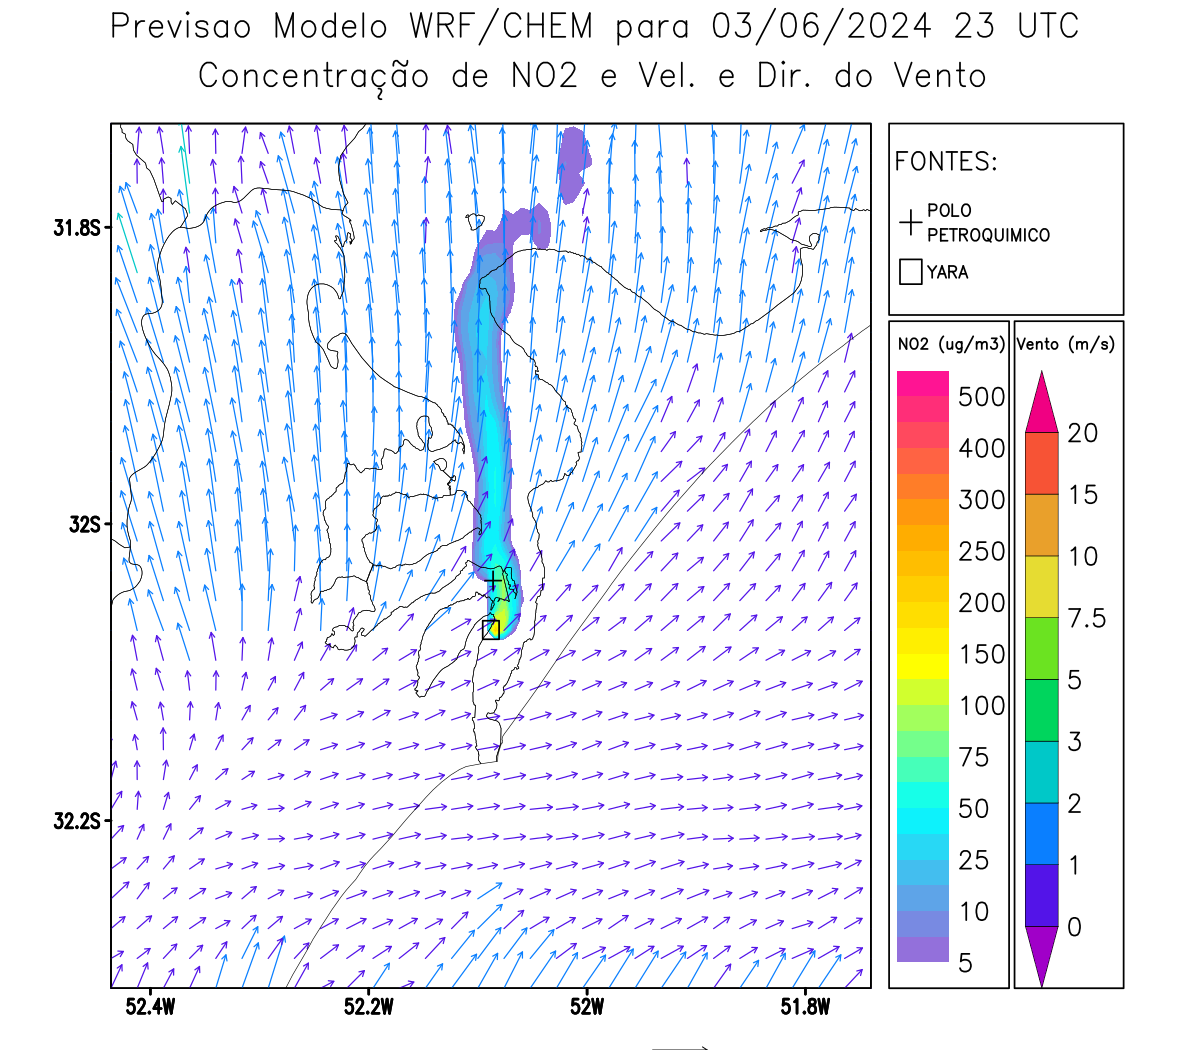 Previsao Modelo WRF/CHEM para 03/06/2024 23 UTC
Concentração de NO2 e Vel. e Dir. do Vento
FONTES:
POLO
PETROQUIMICO
YARA
NO2 (ug/m3)
500
400
300
250
200
150
100
75
50
25
10
5
Vento (m/s)
20
15
10
7.5
5
3
2
1
0
31.8S
32S
32.2S
52.4W
52.2W
52W
51.8W